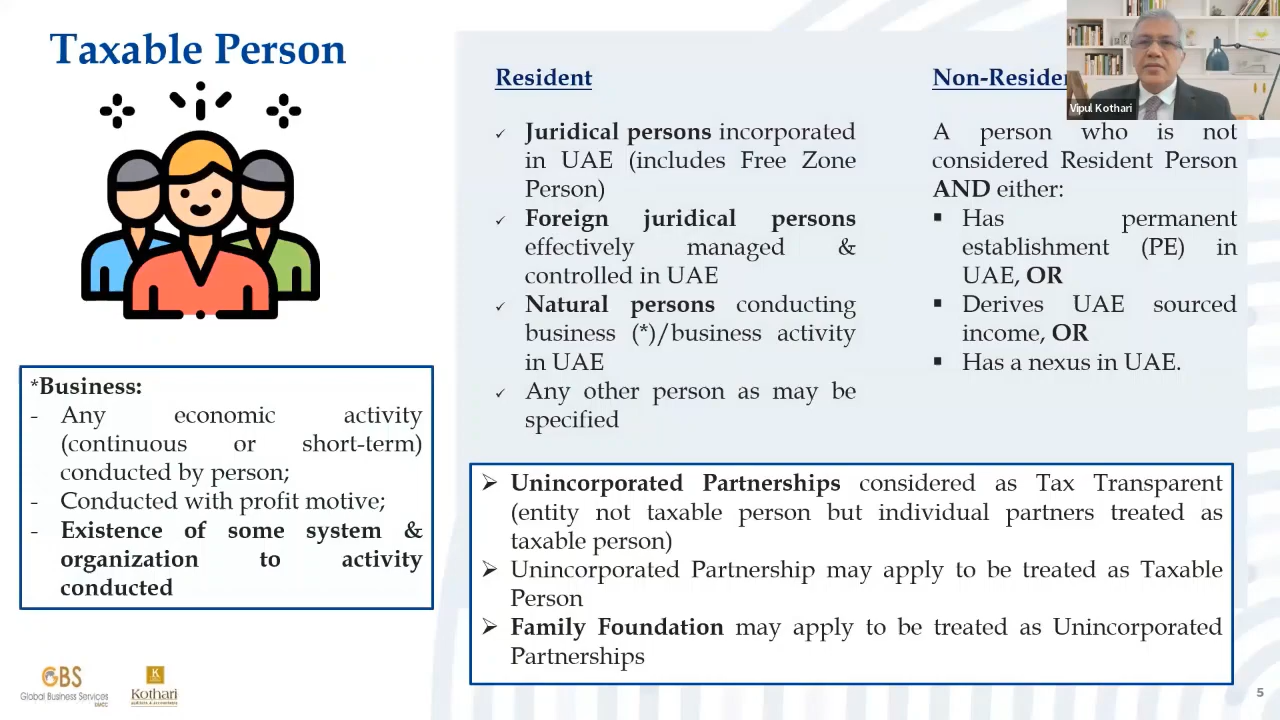 Taxable Person
Resident
✓ Juridical persons incorporated
in UAE (includes Free Zone
Person)
✓ Foreign juridical persons
effectively managed &
controlled in UAE
✓ Natural persons conducting
business (*)/business activity
in UAE
✓ Any other person as may be
specified
Non-Reside
Vipul Kothari
A person who is not
considered Resident Person
AND either:
▪ Has permanent
establishment (PE) in
UAE, OR
▪ Derives UAE sourced
income, OR
▪ Has a nexus in UAE.
*Business:
- Any economic activity
(continuous or short-term)
conducted by person;
- Conducted with profit motive;
- Existence of some system &
organization to activity
conducted
➢ Unincorporated Partnerships considered as Tax Transparent
(entity not taxable person but individual partners treated as
taxable person)
➢ Unincorporated Partnership may apply to be treated as Taxable
Person
➢ Family Foundation may apply to be treated as Unincorporated
Partnerships
GBS
Global Business Services
DMCC
K
Kothari
5